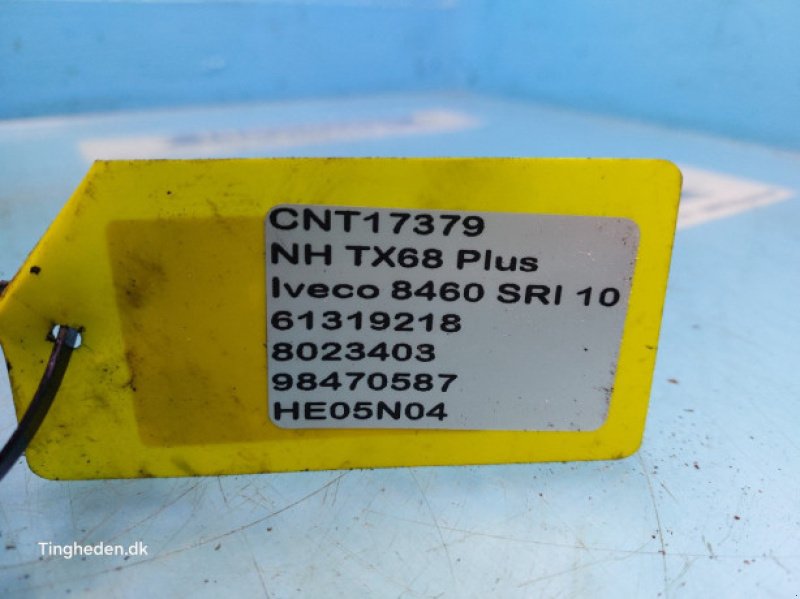 CNT17379
NH TX68 Plus
Iveco 8460 SRI 10
61319218
8023403
98470587
HE05N04
Tingheden.dk